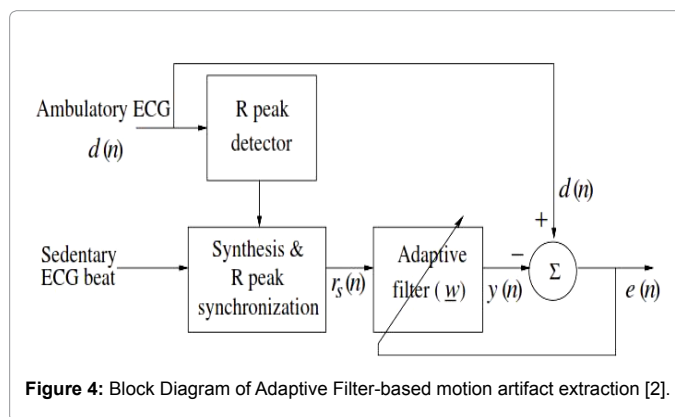 Ambulatory ECG
d(n)
R peak
detector
d(n)
+
Sedentary
ECG beat
Synthesis &
R peak
synchronization
r_s(n)
Adaptive
filter ( w)
−
y(n)
Σ
e(n)
Figure 4: Block Diagram of Adaptive Filter-based motion artifact extraction [2].